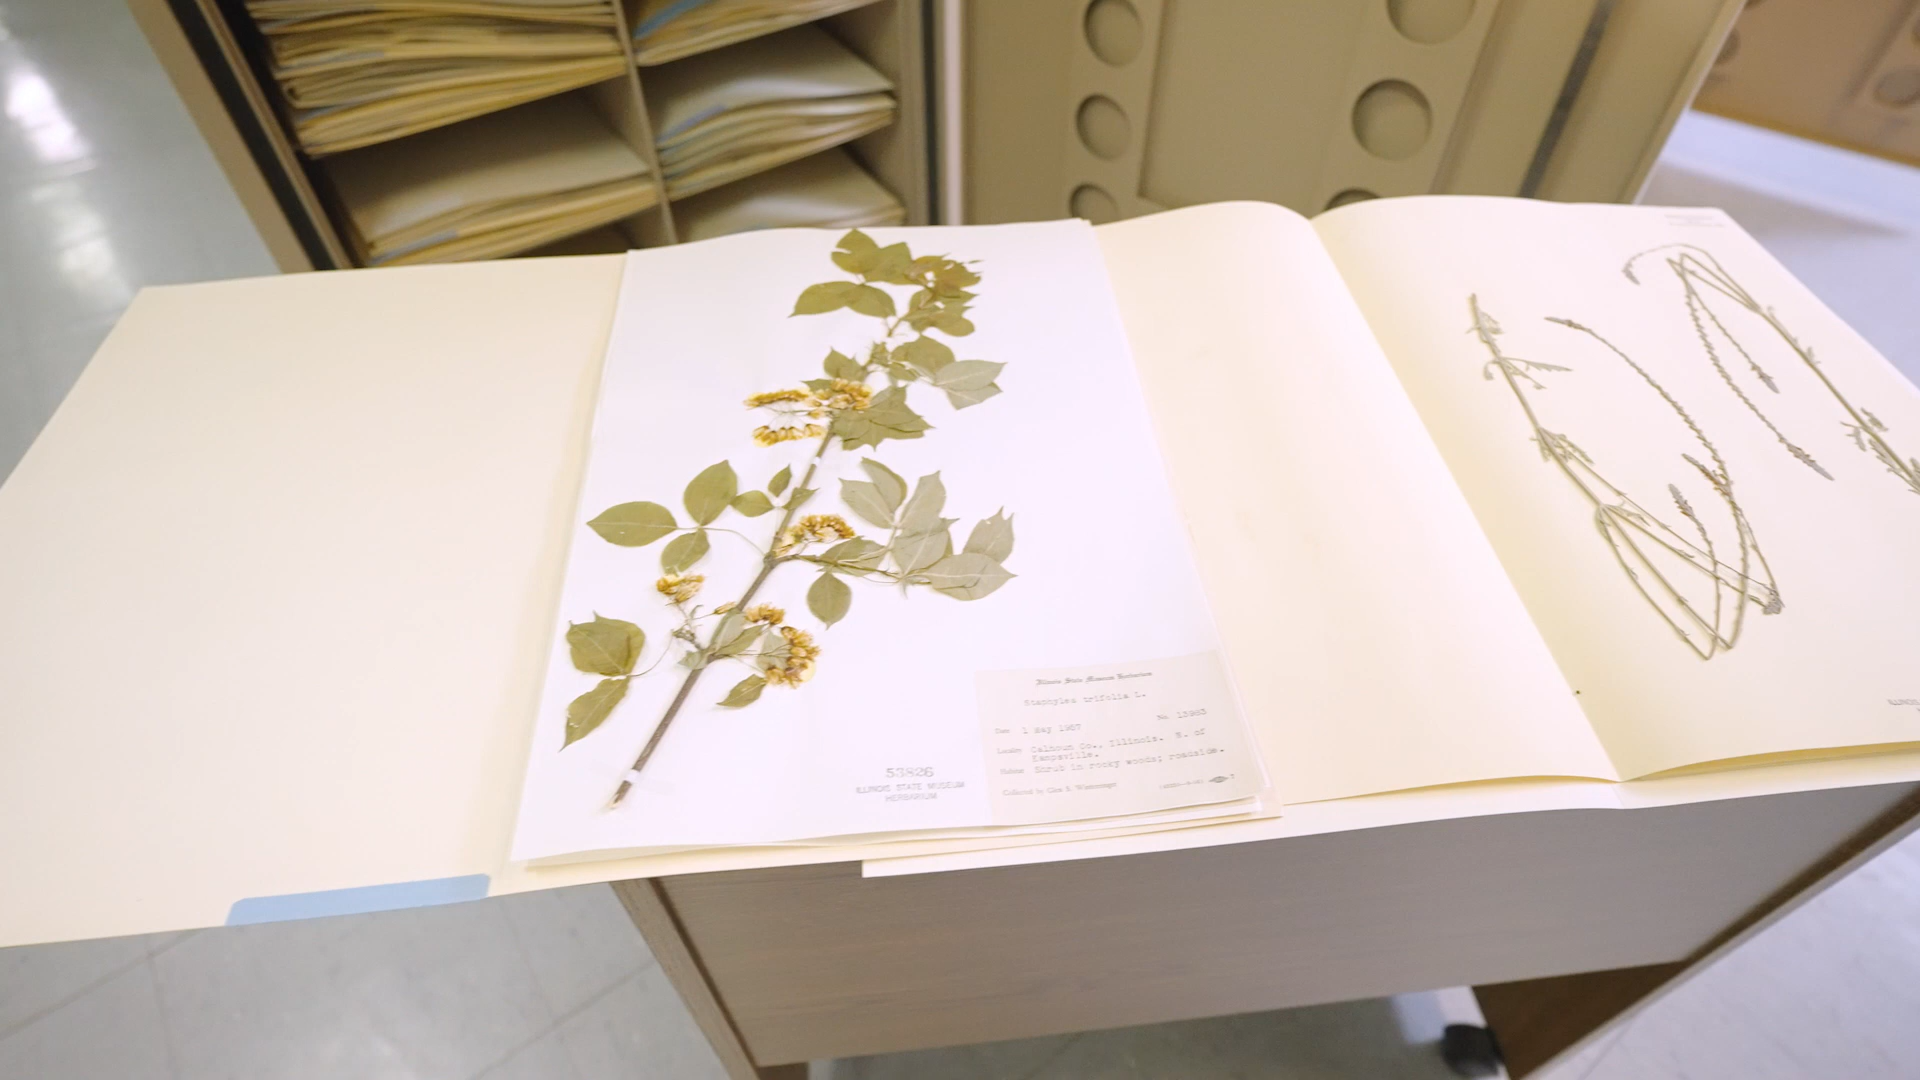 Illinois State Museum Herbarium
Staphylea trifolia L.
Date 1 May 1967
No.
Locality Calhoun Co., Illinois. N. of
Kampsville.
Habitat Shrub in rocky woods; roadside.
Collected by Glen S. Winterringer
53826
ILLINOIS STATE MUSEUM
HERBARIUM